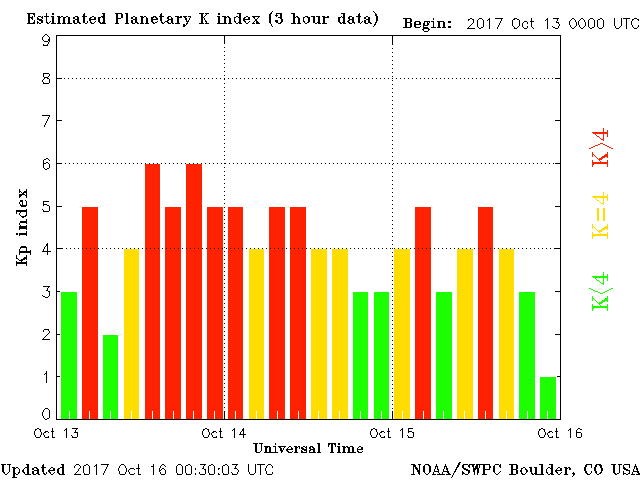 Estimated Planetary K index (3 hour data)
Begin: 2017 Oct 13 0000 UTC
9
8
7
6
5
4
3
2
1
0
Kp index
K>4
K=4
K<4
Oct 13 Oct 14 Oct 15 Oct 16
Universal Time
Updated 2017 Oct 16 00:30:03 UTC
NOAA/SWPC Boulder, CO USA